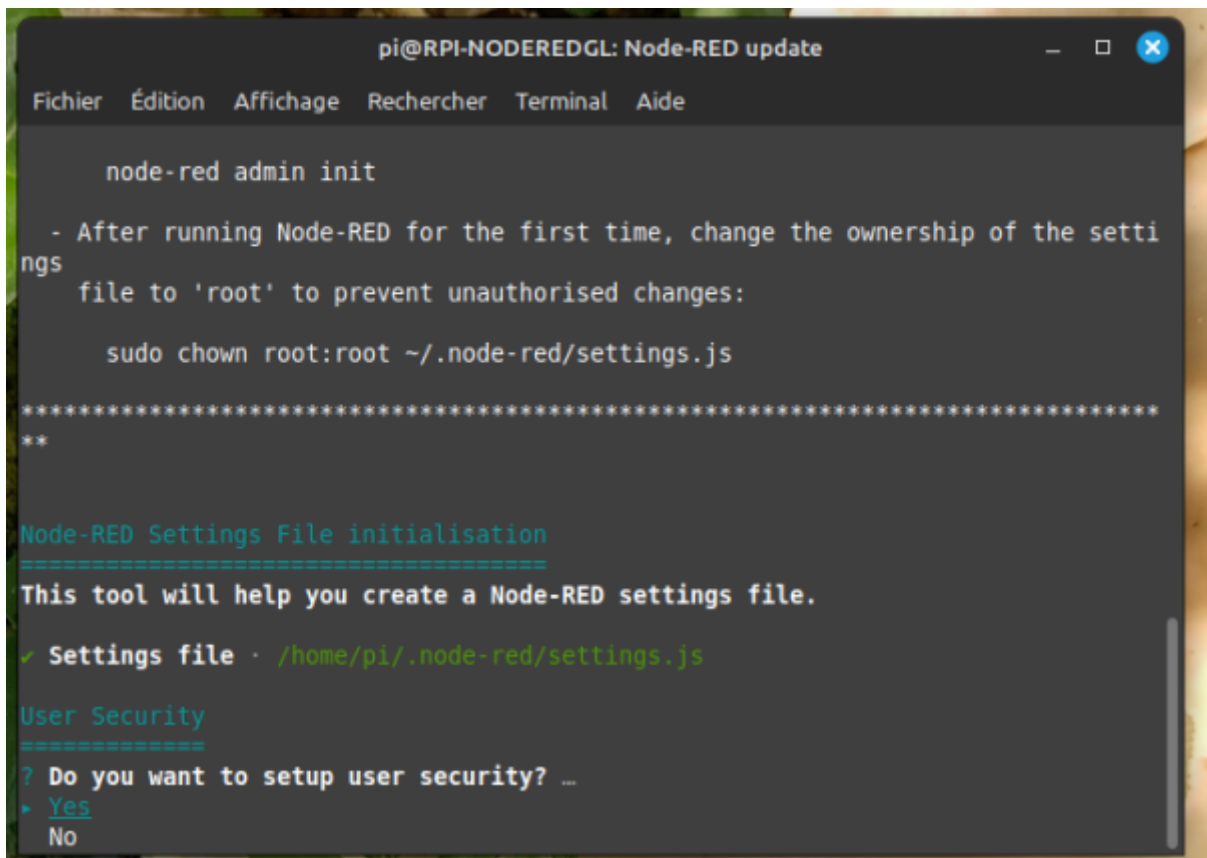 pi@RPI-NODEREDGL: Node-RED update
Fichier Édition Affichage Rechercher Terminal Aide
node-red admin init
- After running Node-RED for the first time, change the ownership of the setti
ngs
file to 'root' to prevent unauthorised changes:
sudo chown root:root ~/.node-red/settings.js
********************************************************************************
**
Node-RED Settings File initialisation
=====================================
This tool will help you create a Node-RED settings file.
✔ Settings file · /home/pi/.node-red/settings.js
User Security
=============
? Do you want to setup user security? …
▸ Yes
No